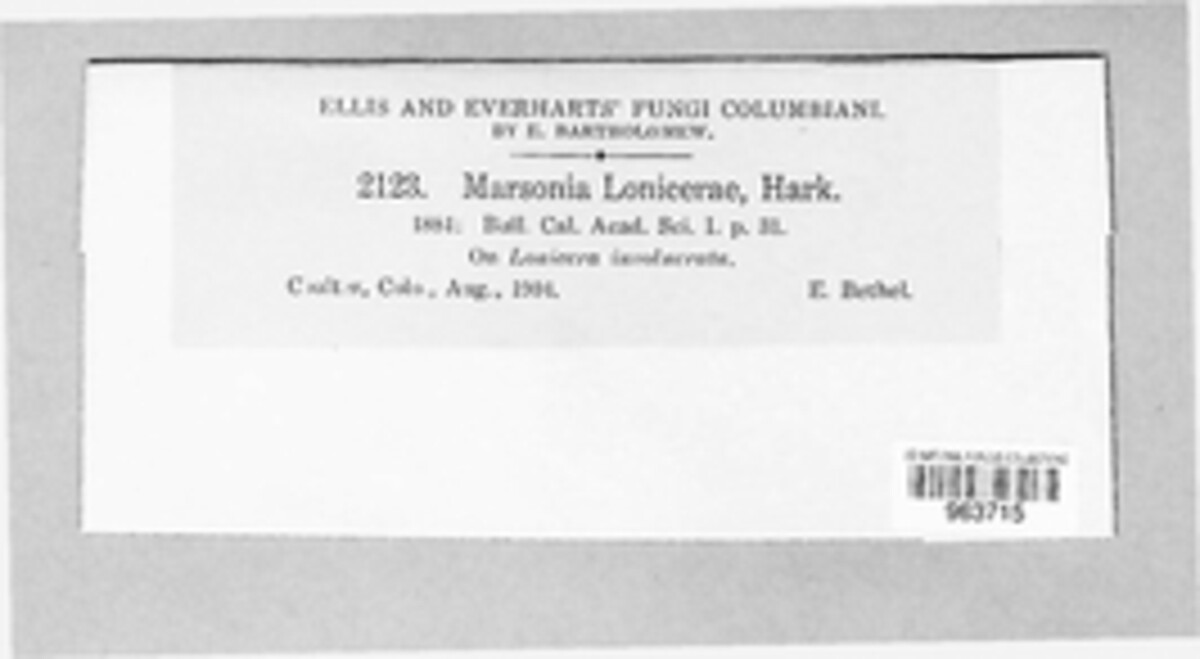 ELLIS AND EVERHARTS' FUNGI COLUMBIANI.
BY E. BARTHOLOMEW.
2123. Marsonia Lonicerae, Hark.
1884: Bull. Cal. Acad. Sci. I. p. 31.
On Lonicera involucrata.
Colo., Aug., 1904. E. Bethel.
963715